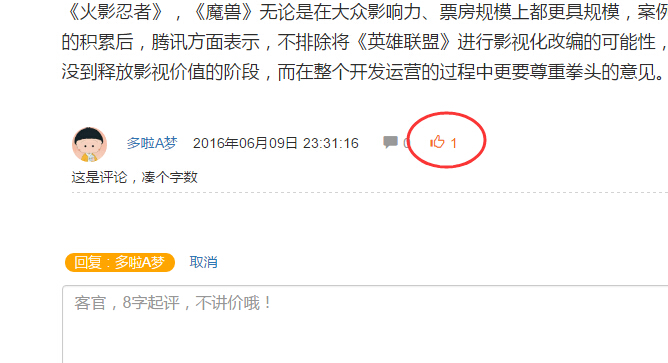 《火影忍者》，《魔兽》无论是在大众影响力、票房规模上都更具规模，案例
的积累后，腾讯方面表示，不排除将《英雄联盟》进行影视化改编的可能性，
没到释放影视价值的阶段，而在整个开发运营的过程中更要尊重拳头的意见。
多啦A梦 2016年06月09日 23:31:16 0 1
这是评论，凑个字数
回复：多啦A梦 取消
客官，8字起评，不讲价哦！